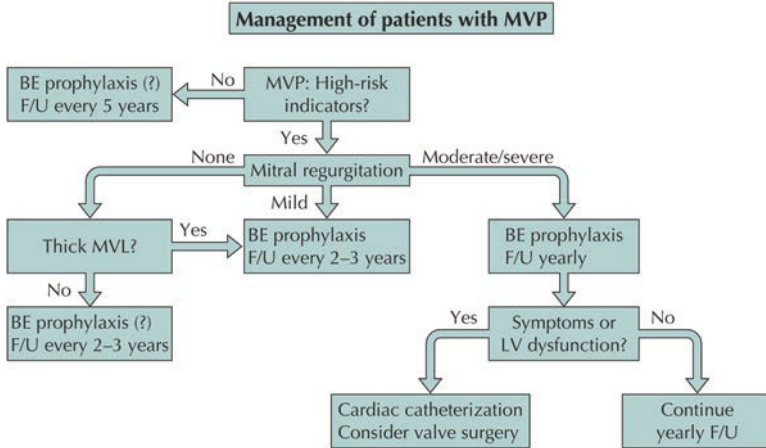 Management of patients with MVP
No
BE prophylaxis (?)
F/U every 5 years
MVP: High-risk
indicators?
Yes
None
Mitral regurgitation
Moderate/severe
Mild
Thick MVL?
Yes
BE prophylaxis
F/U every 2–3 years
BE prophylaxis
F/U yearly
No
BE prophylaxis (?)
F/U every 2–3 years
Yes
Symptoms or
LV dysfunction?
No
Cardiac catheterization
Consider valve surgery
Continue
yearly F/U